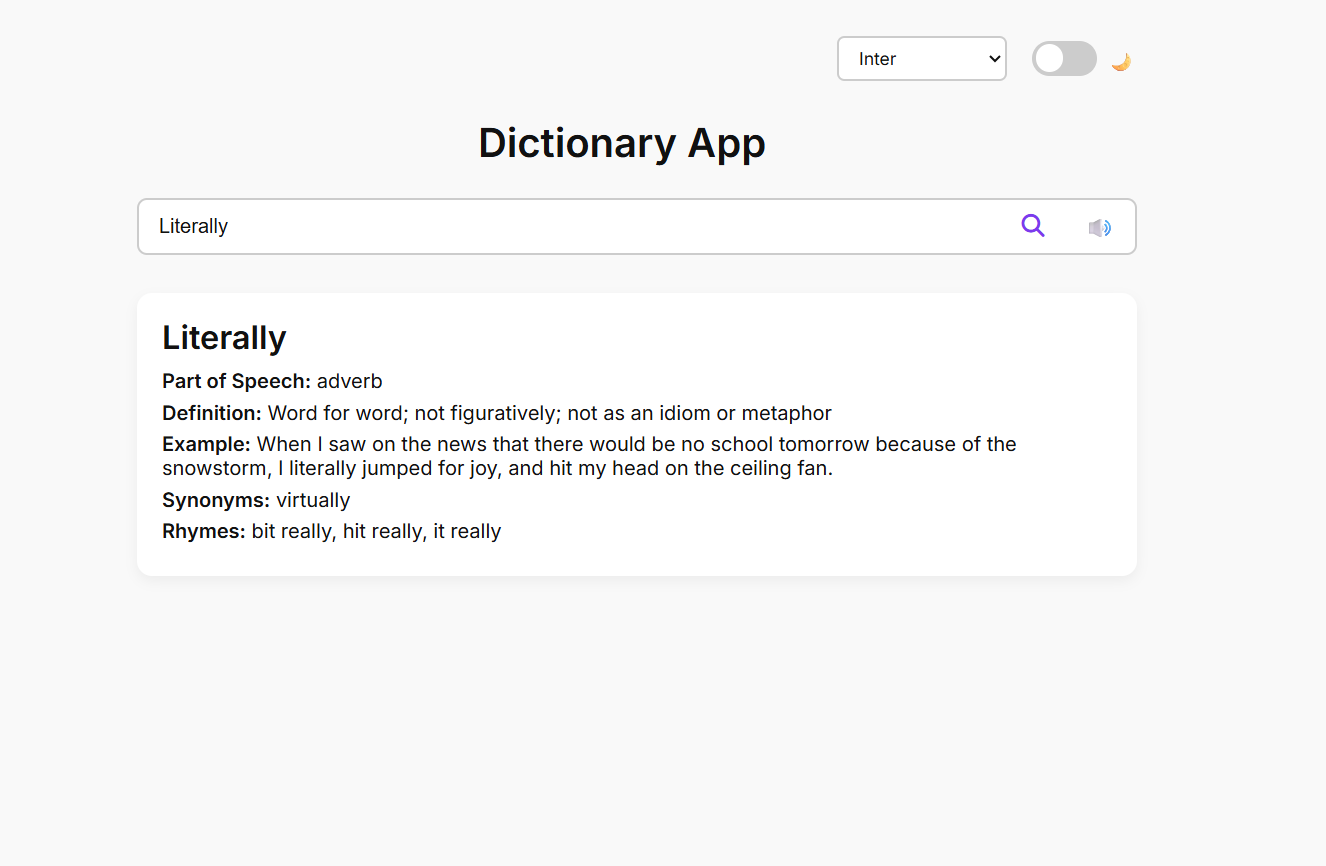 Inter
Dictionary App
Literally
Literally
Part of Speech: adverb
Definition: Word for word; not figuratively; not as an idiom or metaphor
Example: When I saw on the news that there would be no school tomorrow because of the
snowstorm, I literally jumped for joy, and hit my head on the ceiling fan.
Synonyms: virtually
Rhymes: bit really, hit really, it really